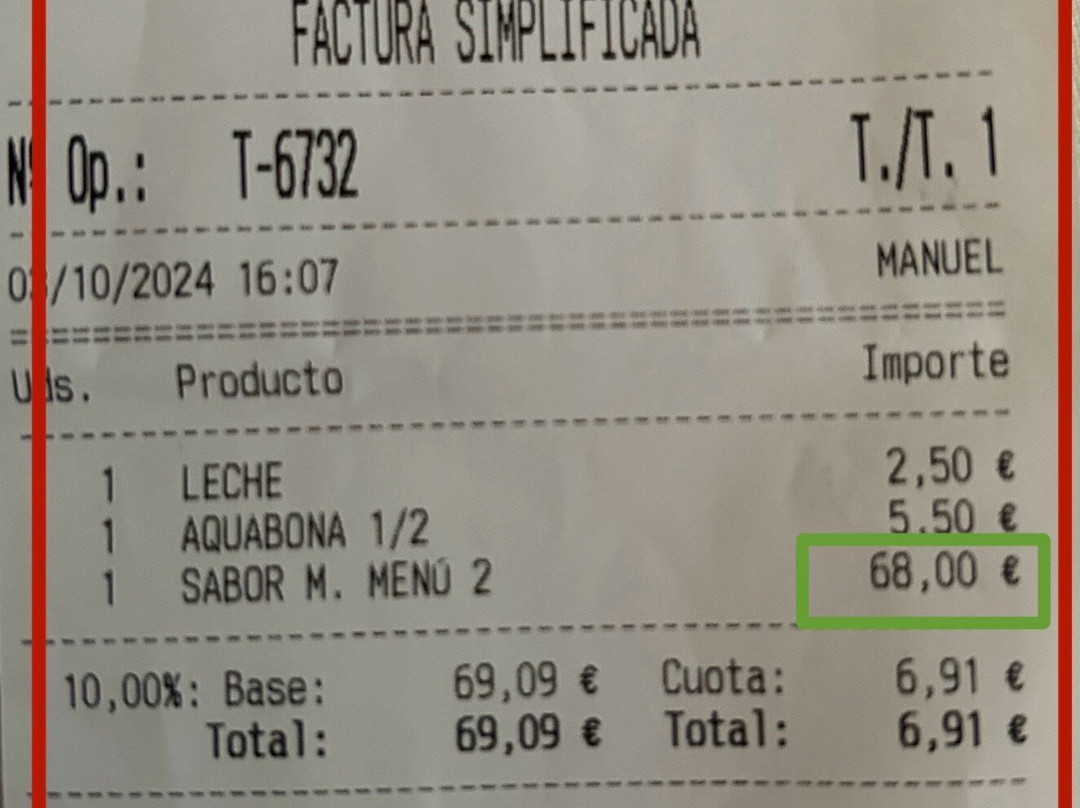 FACTURA SIMPLIFICADA
Nº Op.: T-6732 T./T. 1
/10/2024 16:07 MANUEL
Uds. Producto Importe
1 LECHE 2,50 €
1 AQUABONA 1/2 5,50 €
1 SABOR M. MENÚ 2 68,00 €
10,00%: Base: 69,09 € Cuota: 6,91 €
Total: 69,09 € Total: 6,91 €